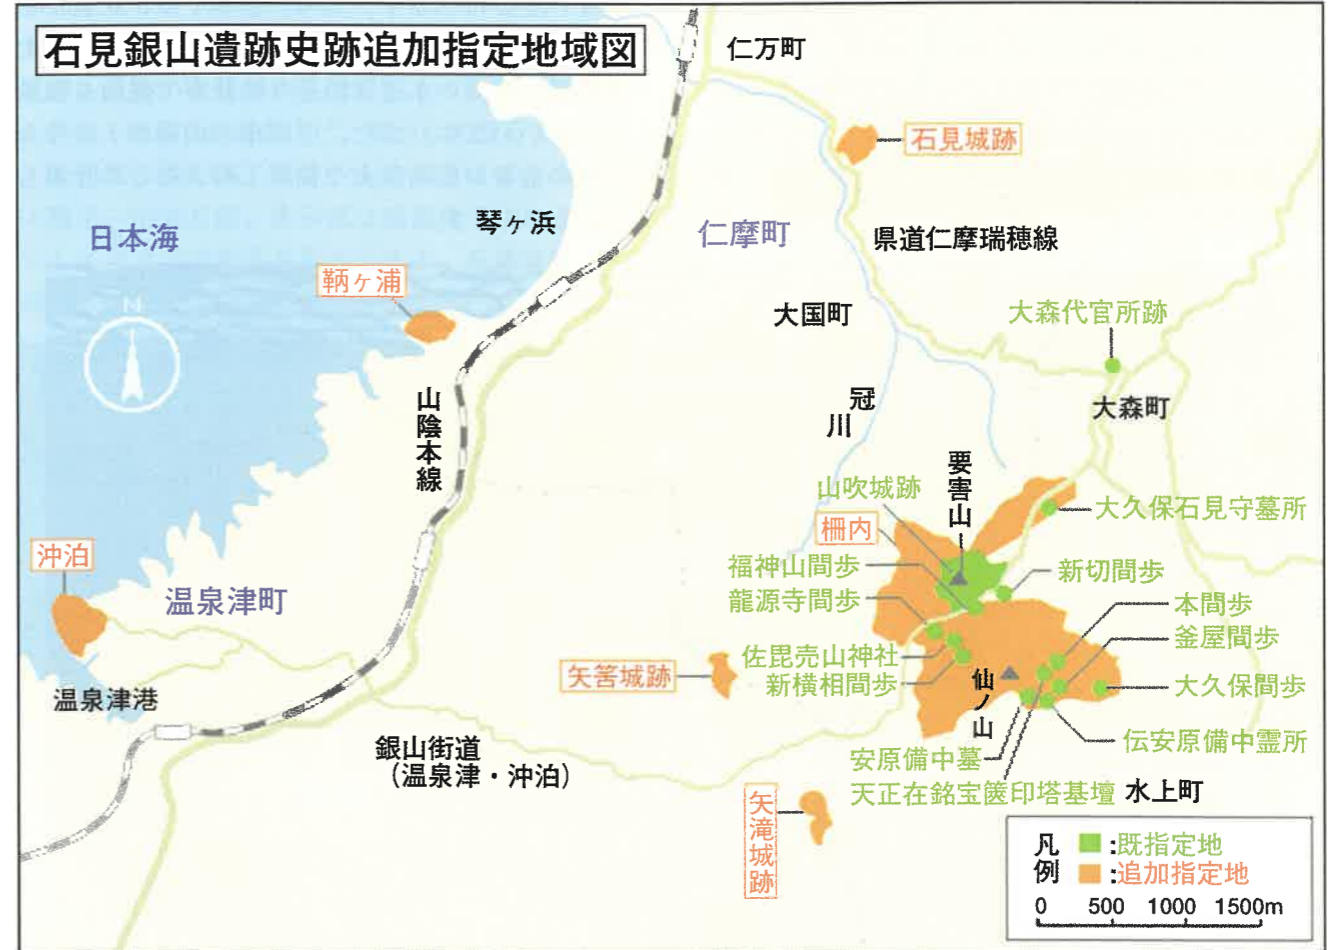 石見銀山遺跡史跡追加指定地域図
仁万町
石見城跡
日本海
琴ヶ浜
仁摩町
県道仁摩瑞穂線
鞆ヶ浦
N
大国町
大森代官所跡
山陰本線
冠川
大森町
要害山
山吹城跡
大久保石見守墓所
柵内
沖泊
福神山間歩
新切間歩
温泉津町
龍源寺間歩
本間歩
釜屋間歩
佐毘売山神社
矢筈城跡
新横相間歩
仙ノ山
大久保間歩
温泉津港
銀山街道
（温泉津・沖泊）
伝安原備中霊所
安原備中墓
天正在銘宝篋印塔基壇
水上町
矢滝城跡
凡例
:既指定地
:追加指定地
0 500 1000 1500m